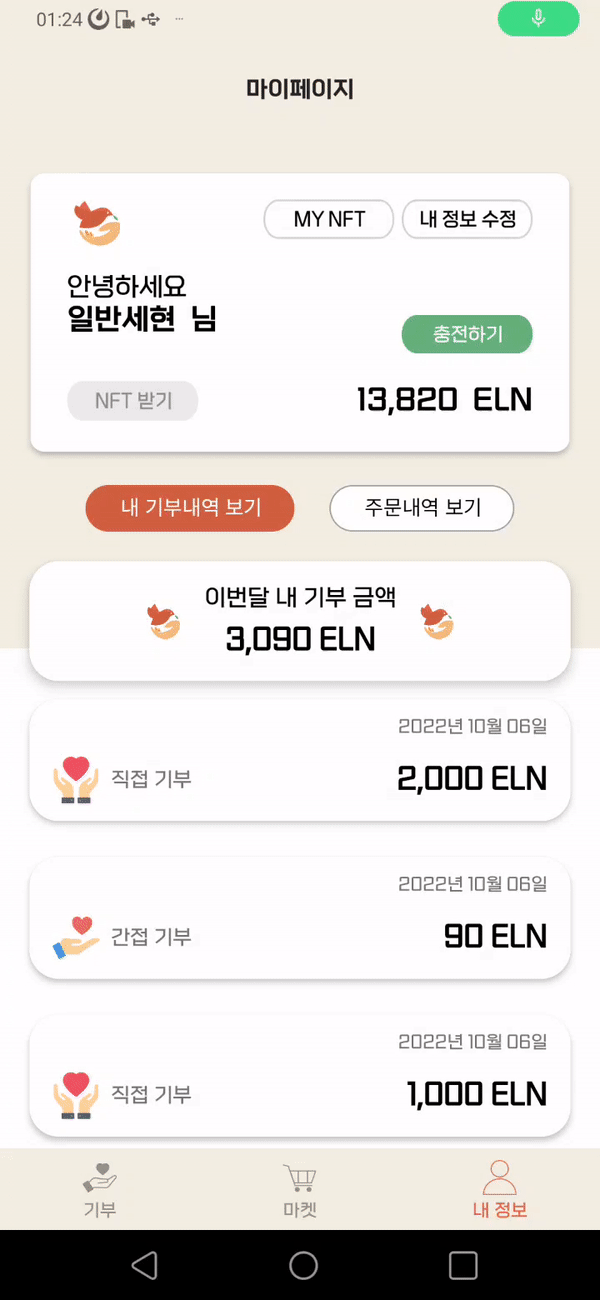 01:24
마이페이지
MY NFT
내 정보 수정
안녕하세요
일반세현 님
충전하기
NFT 받기
13,820 ELN
내 기부내역 보기
주문내역 보기
이번달 내 기부 금액
3,090 ELN
2022년 10월 06일
직접 기부
2,000 ELN
2022년 10월 06일
간접 기부
90 ELN
2022년 10월 06일
직접 기부
1,000 ELN
기부
마켓
내 정보